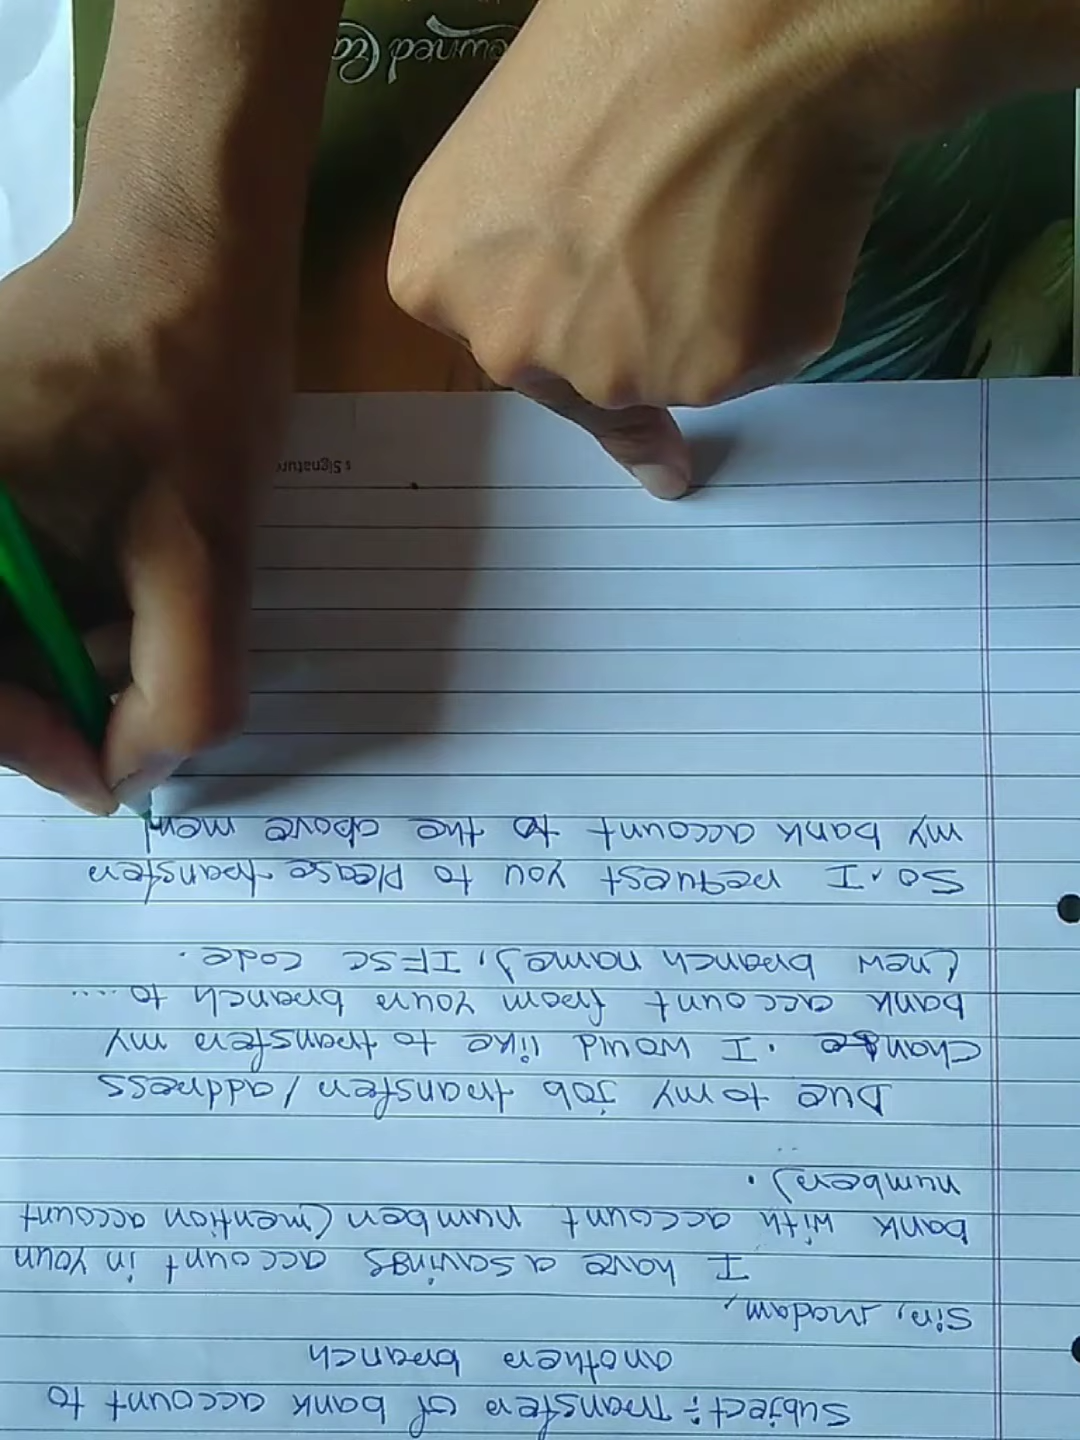 Subject: Transfer of bank account to
another branch
Sir, Madam,
I have a savings account in your
bank with account number (mention account
number).
Due to my Job transfer / address
change. I would like to transfer my
bank account from your branch to....
(new branch name), IFSC code.
So, I request you to Please transfer
my bank account to the above men
s Signature